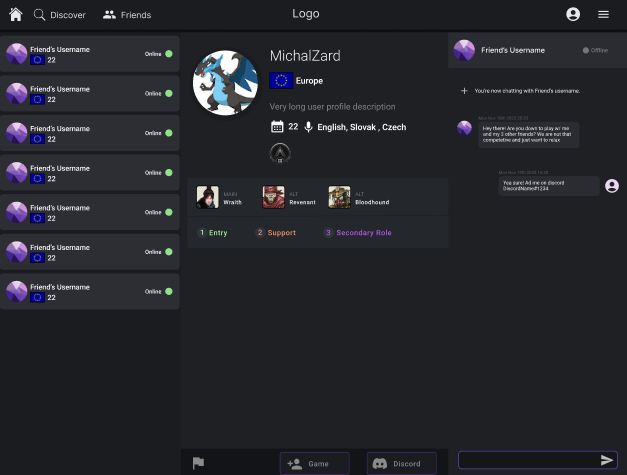 Discover
Friends
Logo
Friend's Username
22
Online
Friend's Username
22
Online
Friend's Username
22
Online
Friend's Username
22
Online
Friend's Username
22
Online
Friend's Username
22
Online
Friend's Username
22
Online
MichalZard
Europe
Very long user profile description
22
English, Slovak , Czech
MAIN
Wraith
ALT
Revenant
ALT
Bloodhound
1 Entry
2 Support
3 Secondary Role
Game
Discord
Friend's Username
Offline
You're now chatting with Friend's username.
Hey there! Are you down to play w/ me
and my 3 other friends? We are not that
competetive and just want to relax
Yea sure! Ad me on discord
DiscordName#1234